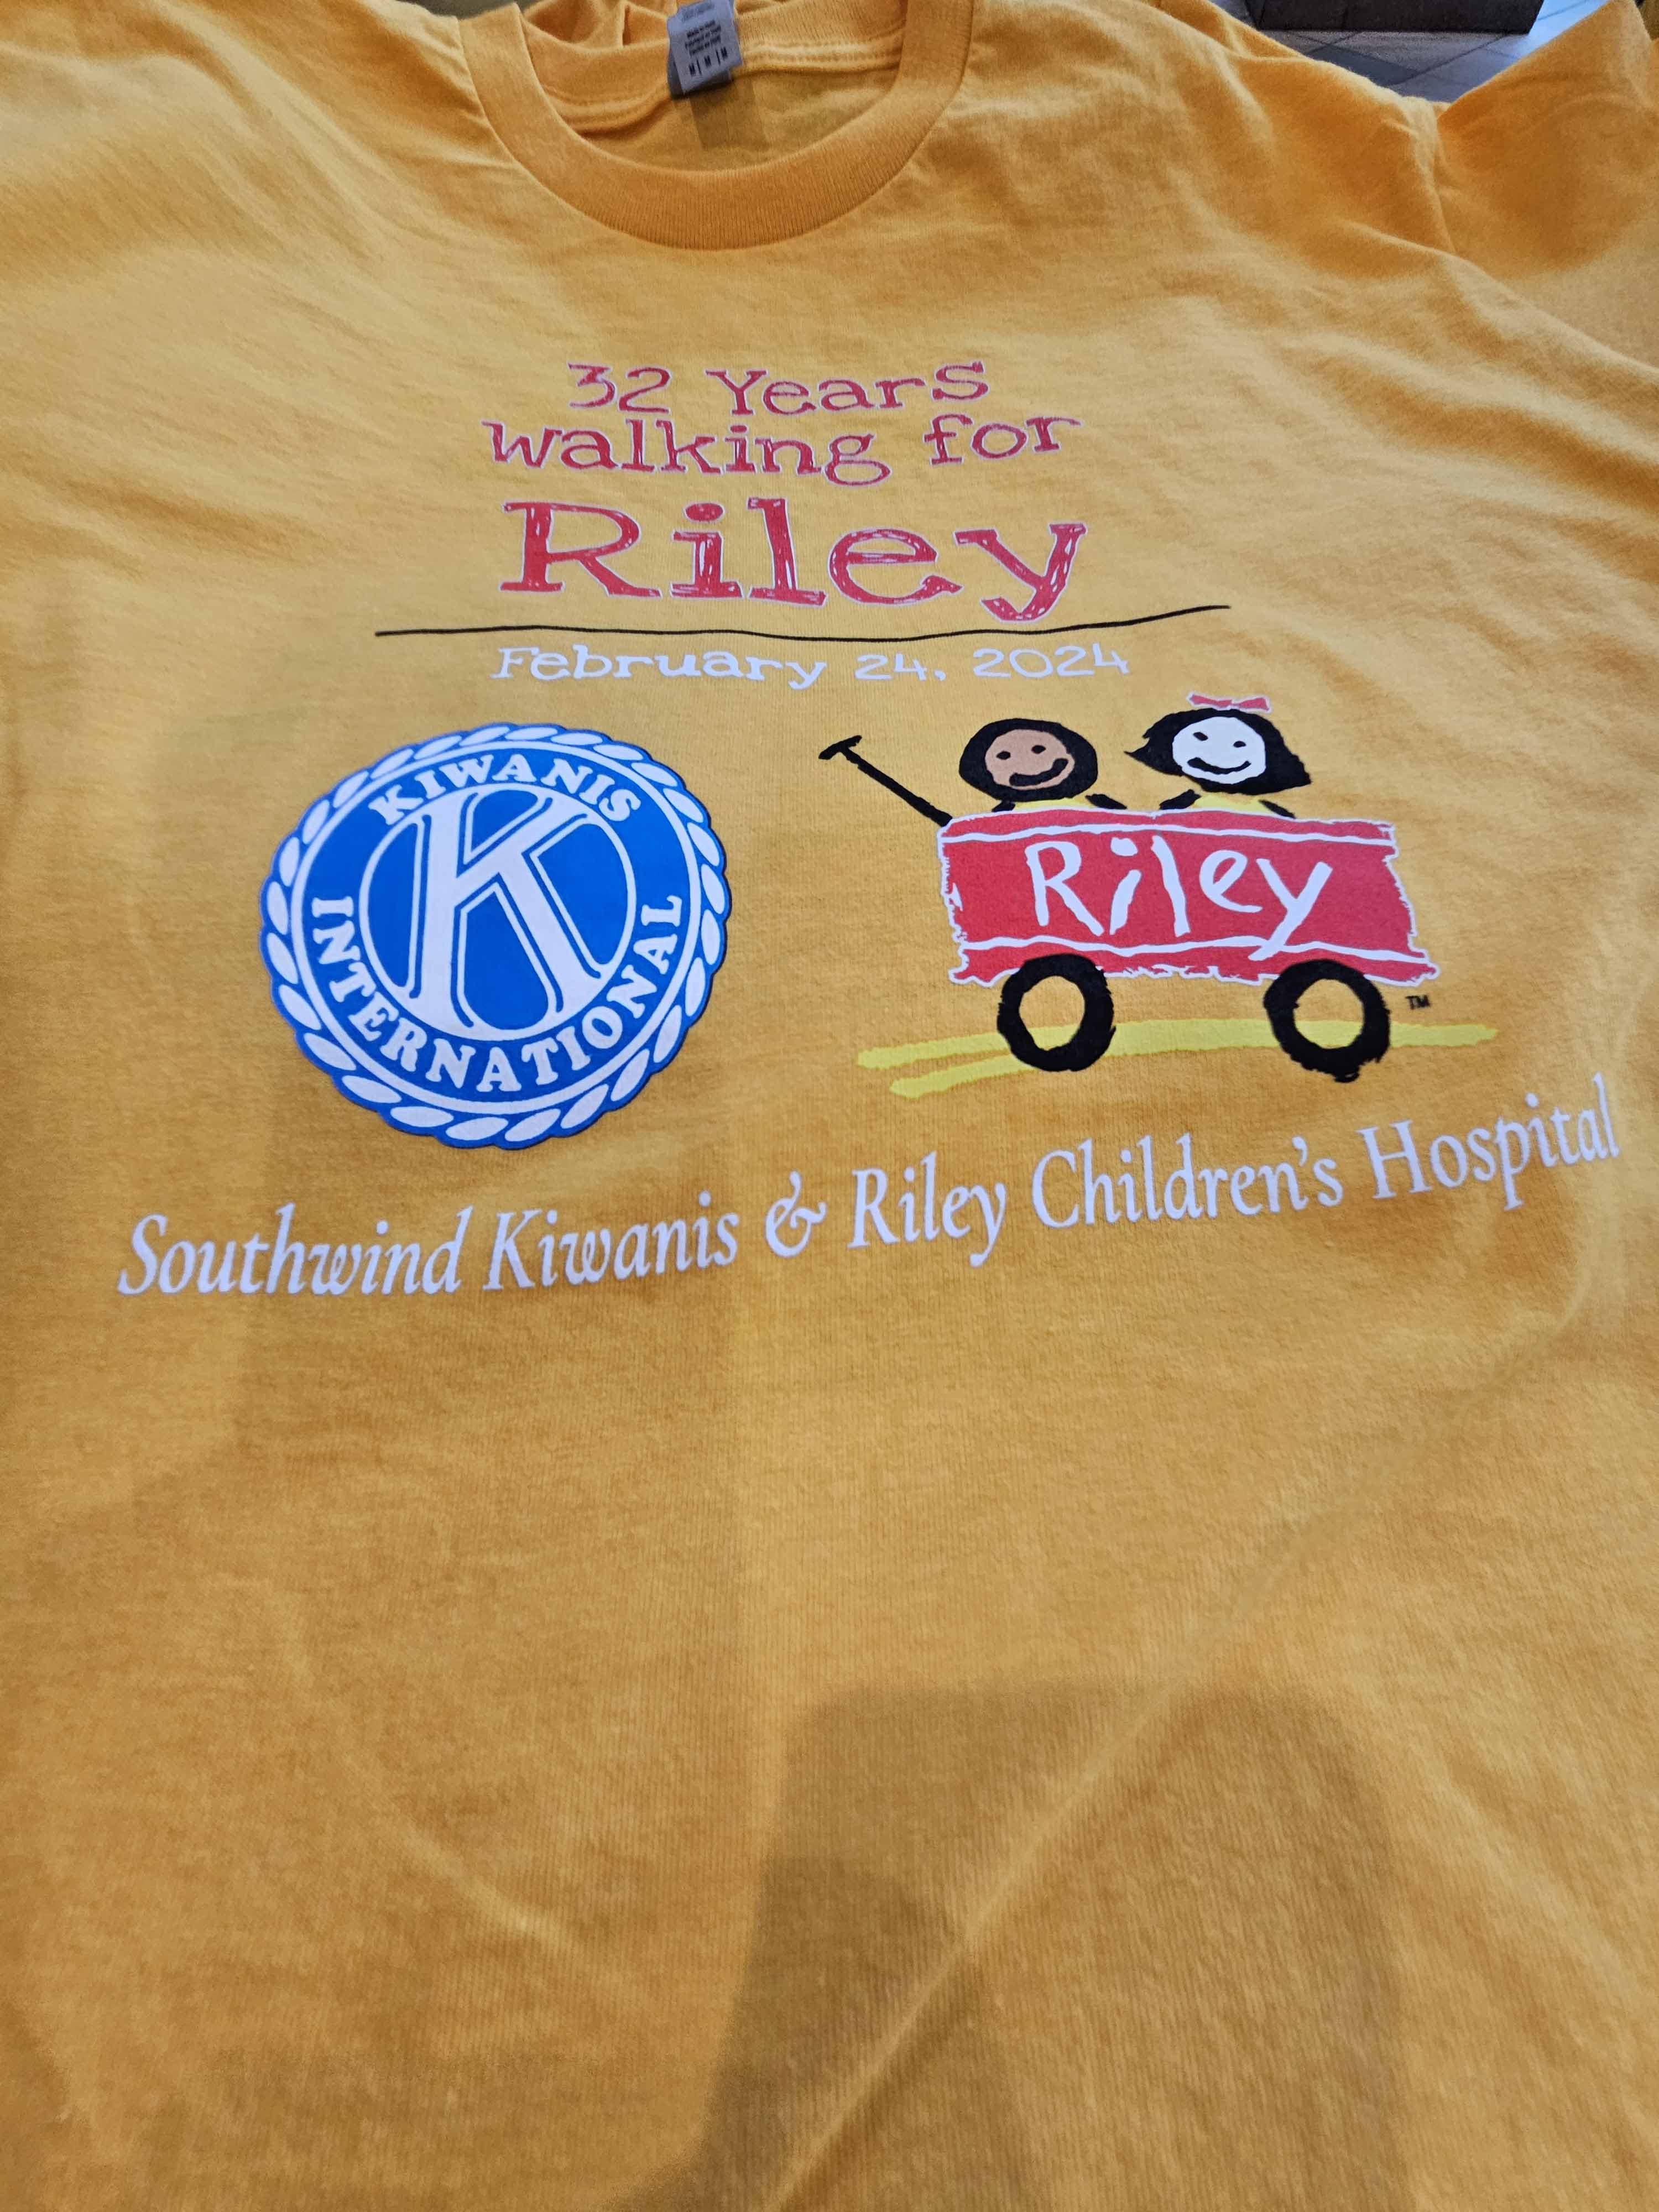 M | M | M
32 Years
walking for
Riley
February 24, 2024
KIWANIS
K
INTERNATIONAL
Riley
TM
Southwind Kiwanis & Riley Children's Hospital